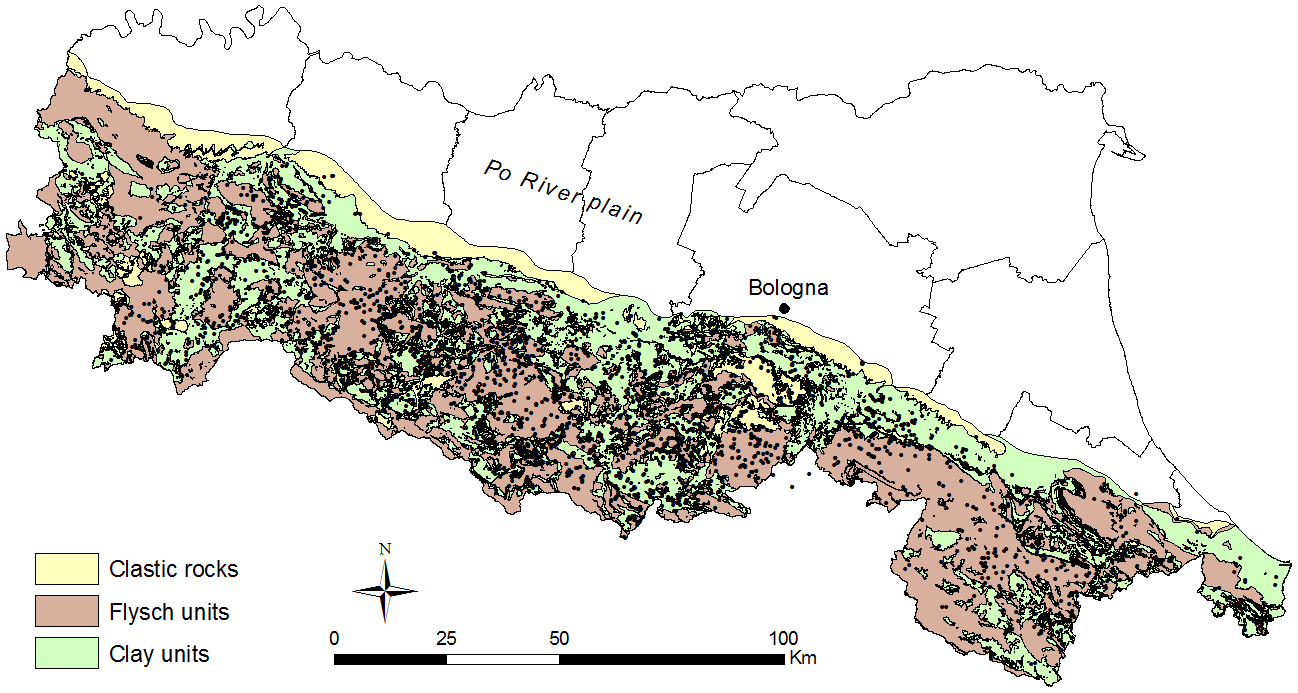 Po River plain
Bologna
N
Clastic rocks
Flysch units
Clay units
0 25 50 100
Km